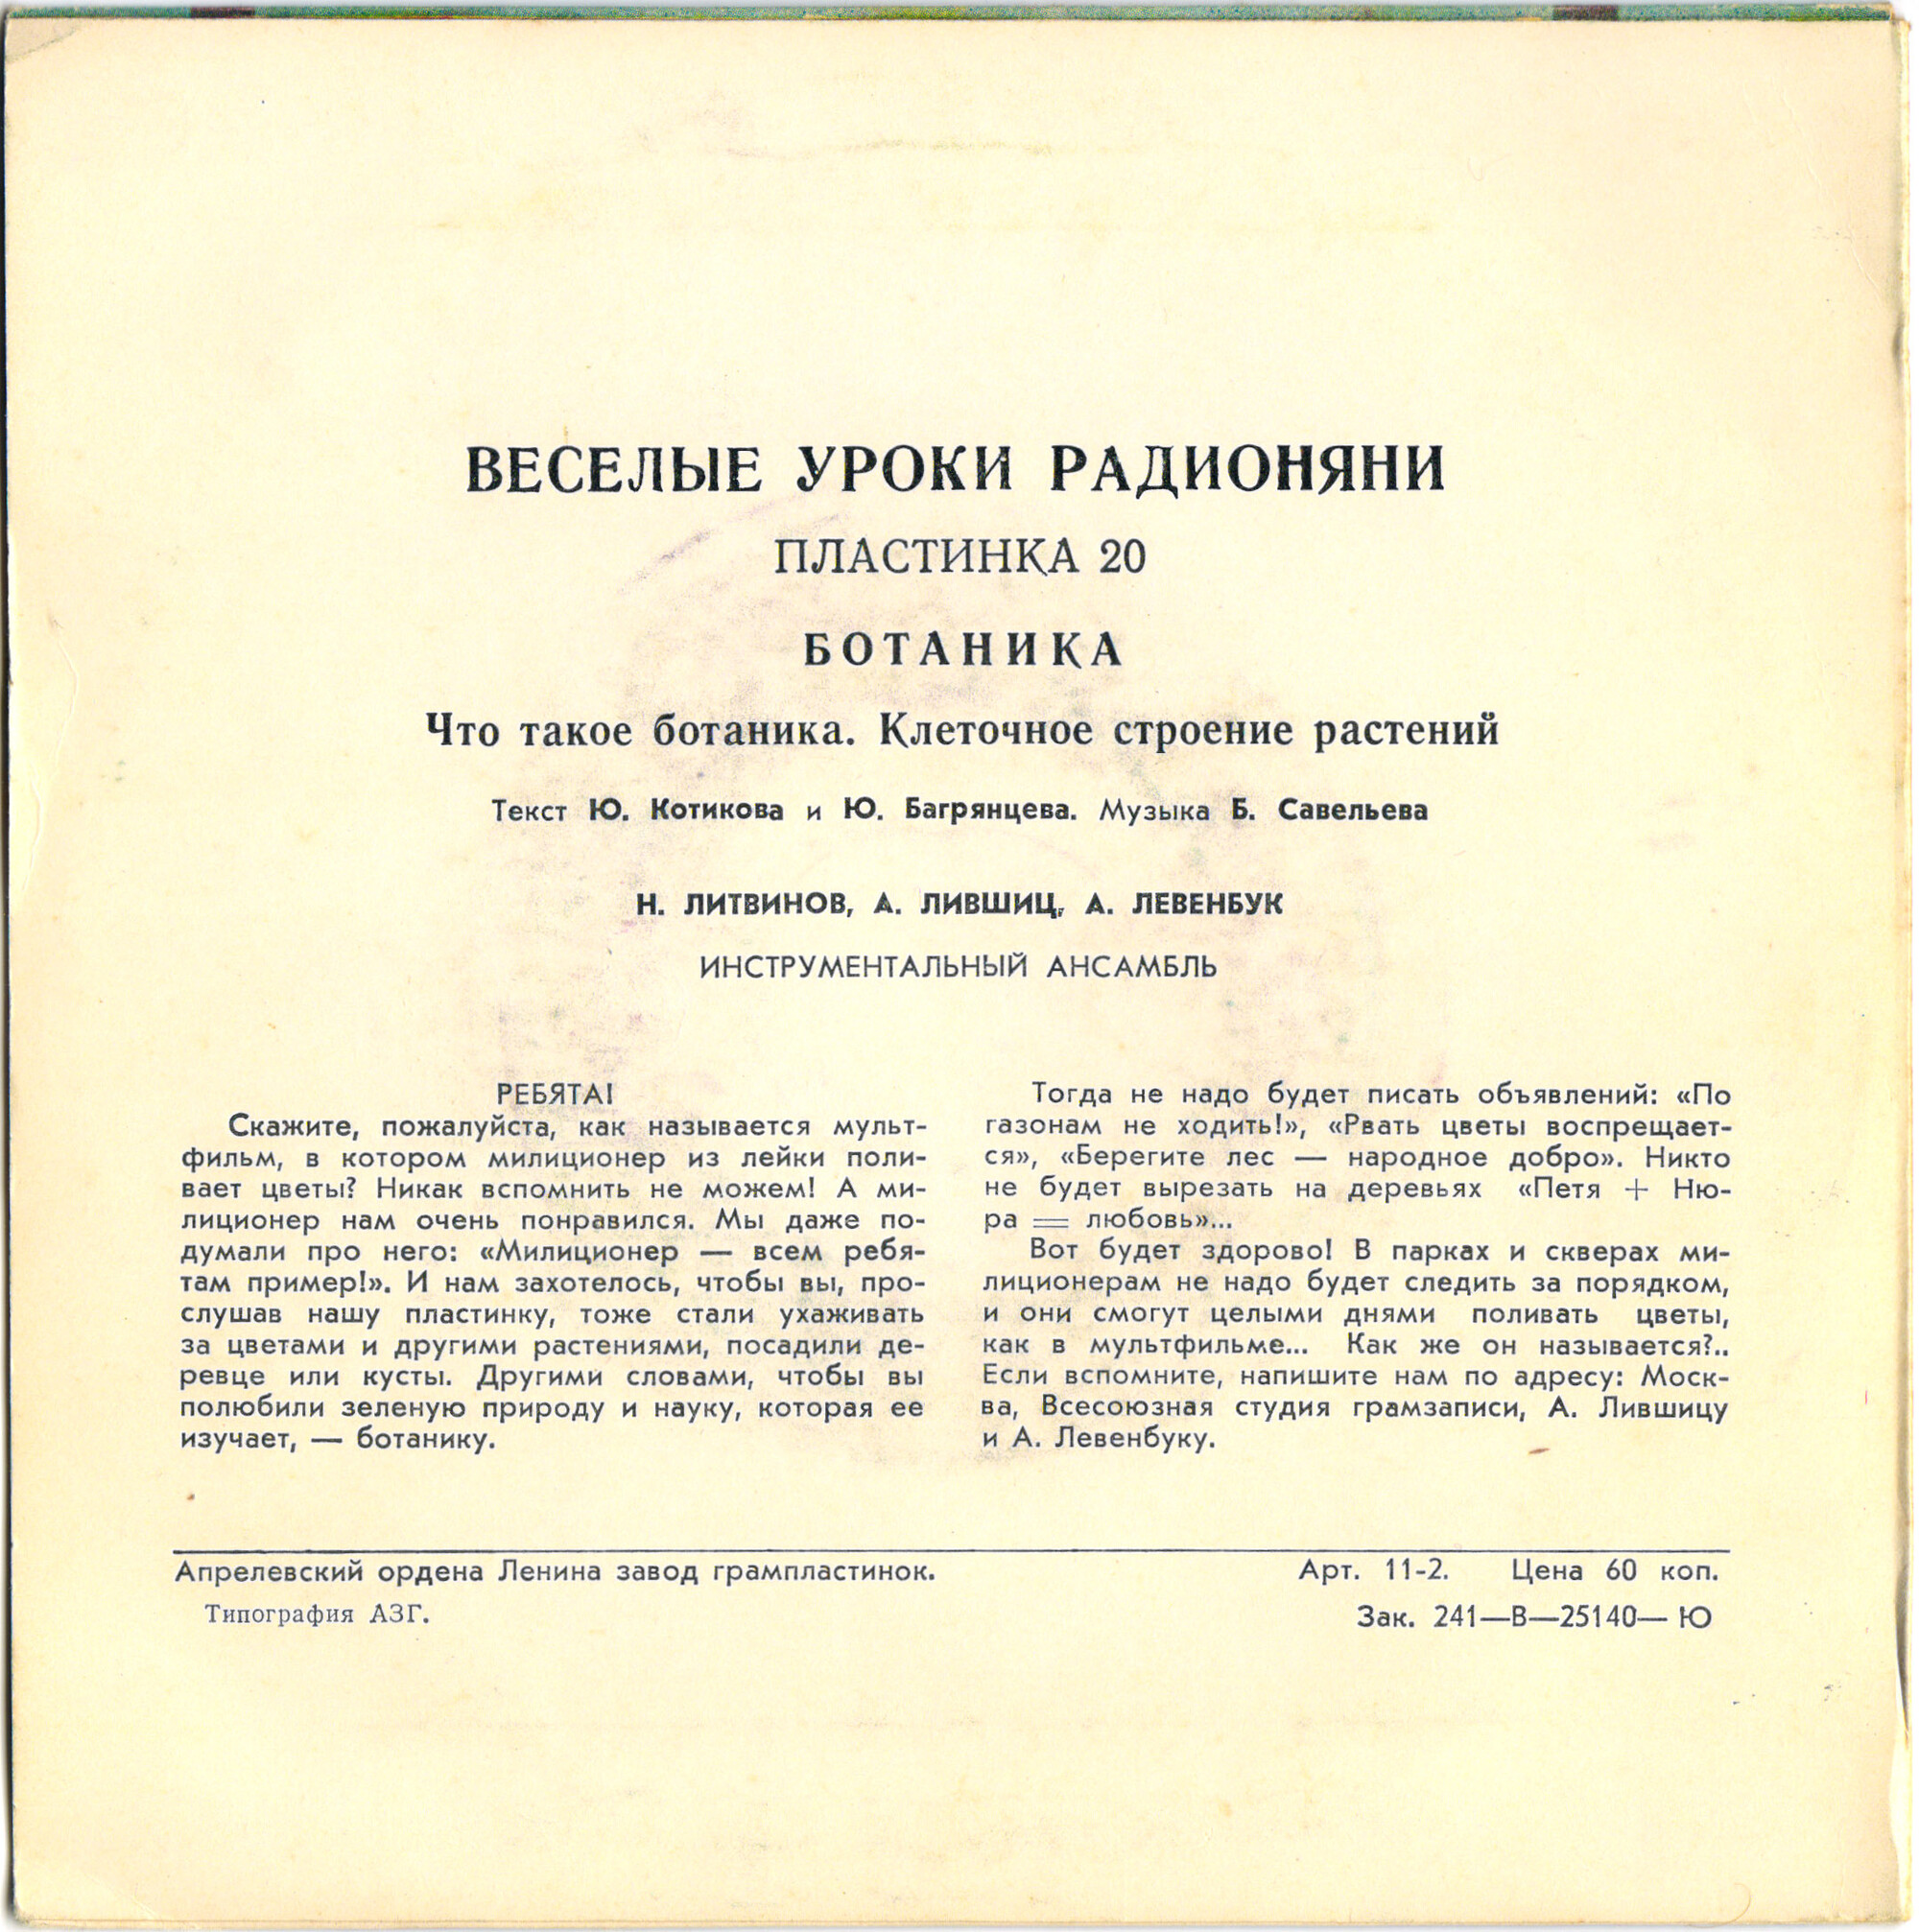 ВЕСЕЛЫЕ УРОКИ РАДИОНЯНИ
ПЛАСТИНКА 20
БОТАНИКА
Что такое ботаника. Клеточное строение растений
Текст Ю. Котикова и Ю. Багрянцева. Музыка Б. Савельева
Н. ЛИТВИНОВ, А. ЛИВШИЦ, А. ЛЕВЕНБУК
ИНСТРУМЕНТАЛЬНЫЙ АНСАМБЛЬ
РЕБЯТА!
Скажите, пожалуйста, как называется мульт-
фильм, в котором милиционер из лейки поли-
вает цветы? Никак вспомнить не можем! А ми-
лиционер нам очень понравился. Мы даже по-
думали про него: «Милиционер — всем ребя-
там пример!». И нам захотелось, чтобы вы, про-
слушав нашу пластинку, тоже стали ухаживать
за цветами и другими растениями, посадили де-
ревце или кусты. Другими словами, чтобы вы
полюбили зеленую природу и науку, которая ее
изучает, — ботанику.
Тогда не надо будет писать объявлений: «По
газонам не ходить!», «Рвать цветы воспрещает-
ся», «Берегите лес — народное добро». Никто
не будет вырезать на деревьях «Петя + Ню-
ра = любовь»...
Вот будет здорово! В парках и скверах ми-
лиционерам не надо будет следить за порядком,
и они смогут целыми днями поливать цветы,
как в мультфильме... Как же он называется?..
Если вспомните, напишите нам по адресу: Моск-
ва, Всесоюзная студия грамзаписи, А. Лившицу
и А. Левенбуку.
Апрелевский ордена Ленина завод грампластинок. Арт. 11-2. Цена 60 коп.
Типография АЗГ. Зак. 241—В—25140— Ю